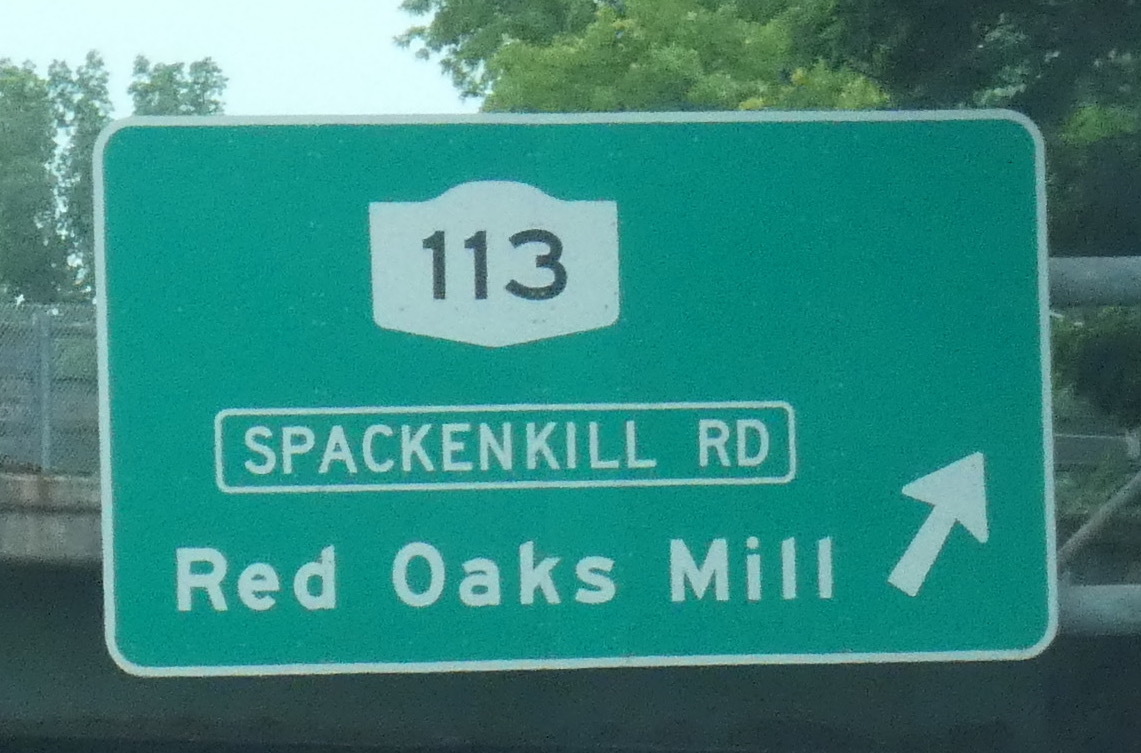 113
SPACKENKILL RD
Red Oaks Mill